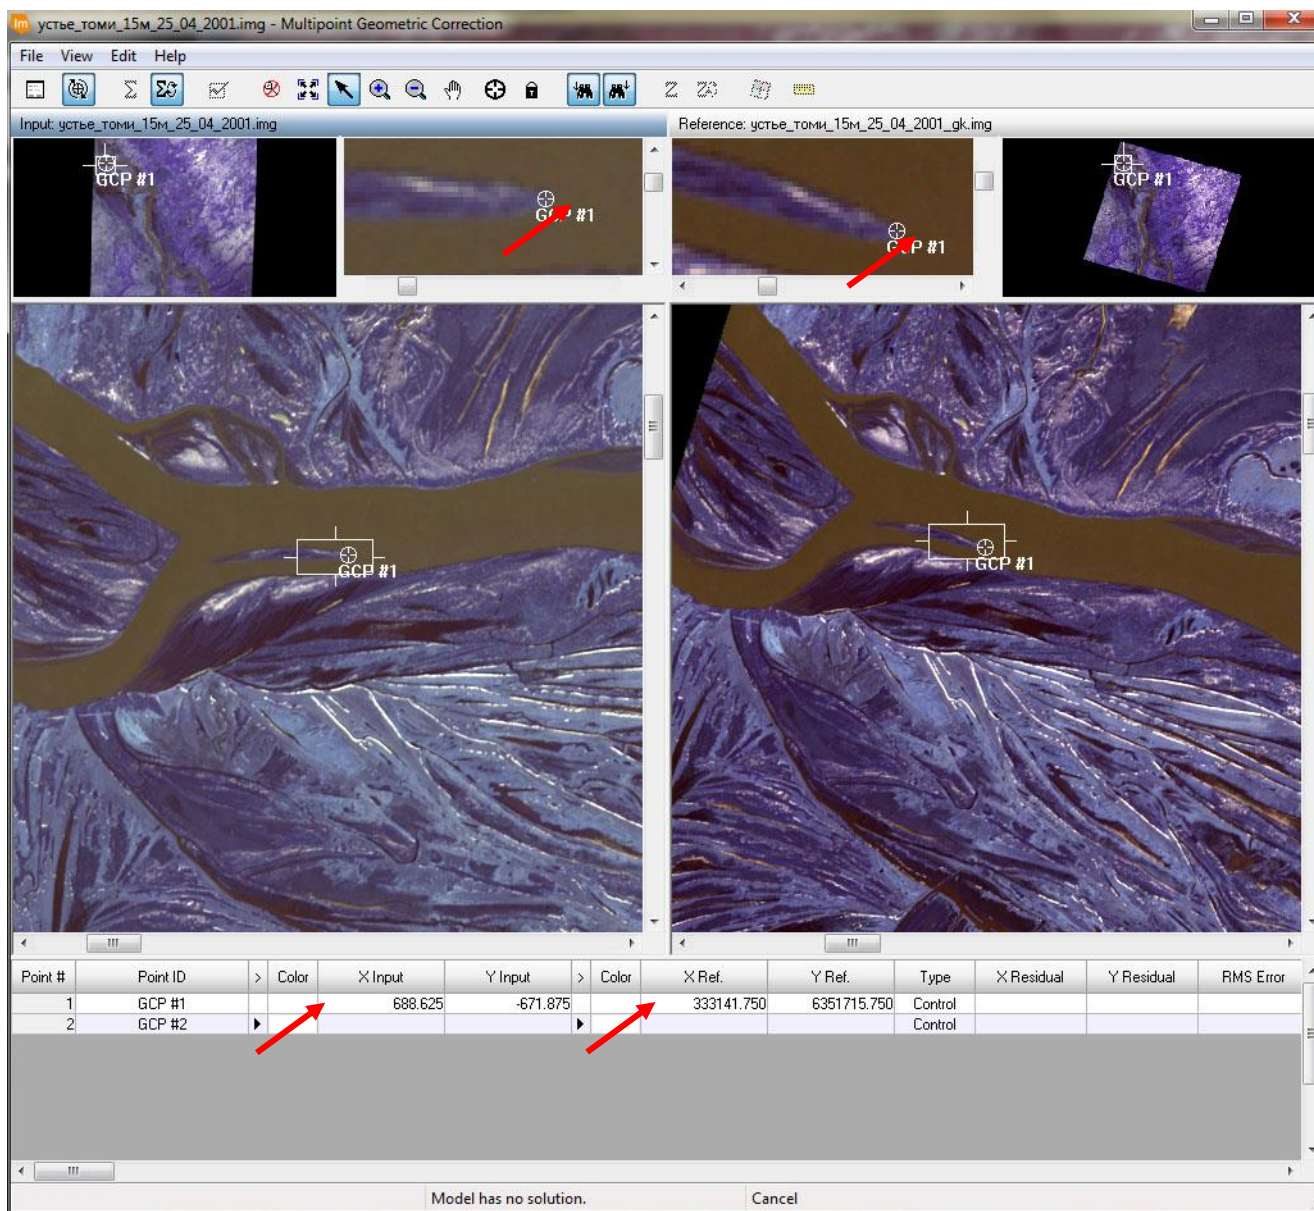 устье_томи_15м_25_04_2001.img - Multipoint Geometric Correction
File View Edit Help
Input: устье_томи_15м_25_04_2001.img
Reference: устье_томи_15м_25_04_2001_gk.img
GCP #1
GCP #1
GCP #1
GCP #1
GCP #1
GCP #1
Point # Point ID > Color X Input Y Input > Color X Ref. Y Ref. Type X Residual Y Residual RMS Error
1 GCP #1 688.625 -671.875 333141.750 6351715.750 Control
2 GCP #2 Control
Model has no solution. Cancel